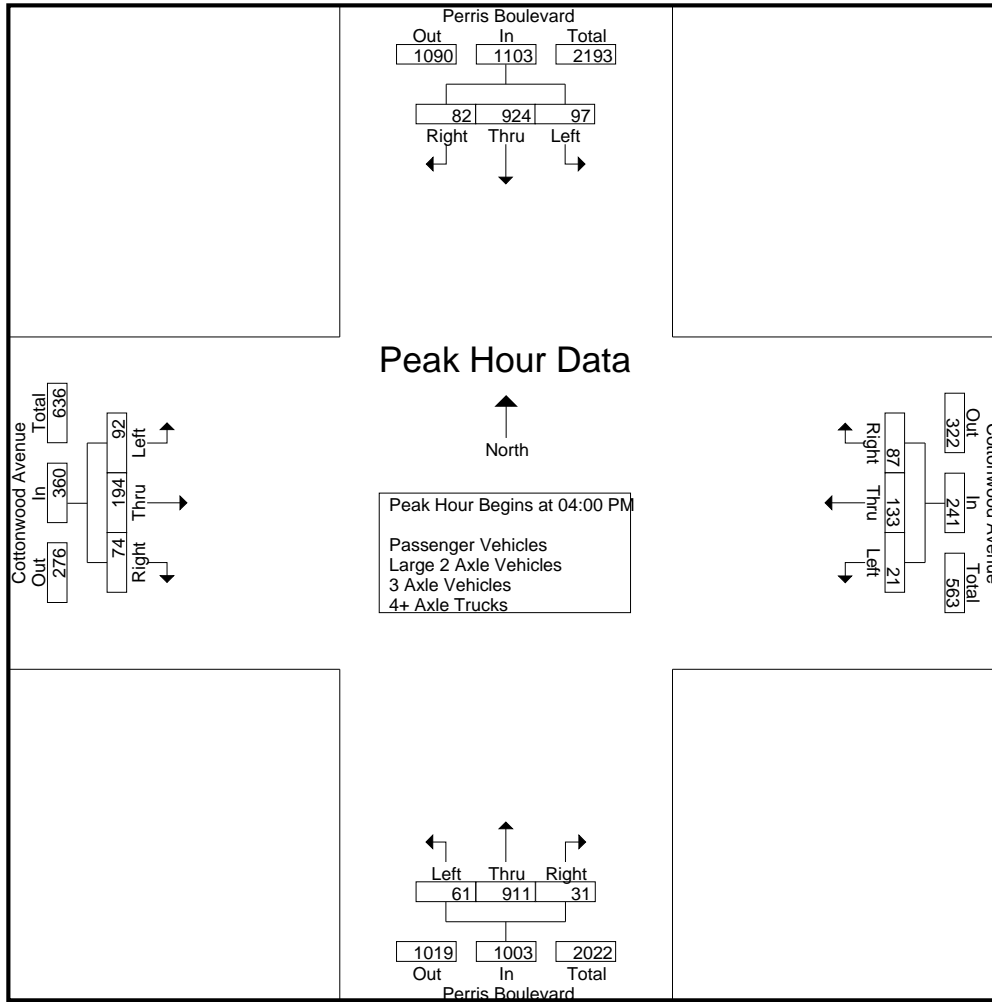 Perris Boulevard
Out In Total
1090 1103 2193
82 924 97
Right Thru Left
Peak Hour Data
North
Peak Hour Begins at 04:00 PM
Passenger Vehicles
Large 2 Axle Vehicles
3 Axle Vehicles
4+ Axle Trucks
Cottonwood Avenue
Out In Total
276 360 636
74 194 92
Right Thru Left
Cottonwood Avenue
Out In Total
322 241 563
87 133 21
Right Thru Left
Left Thru Right
61 911 31
1019 1003 2022
Out In Total
Perris Boulevard